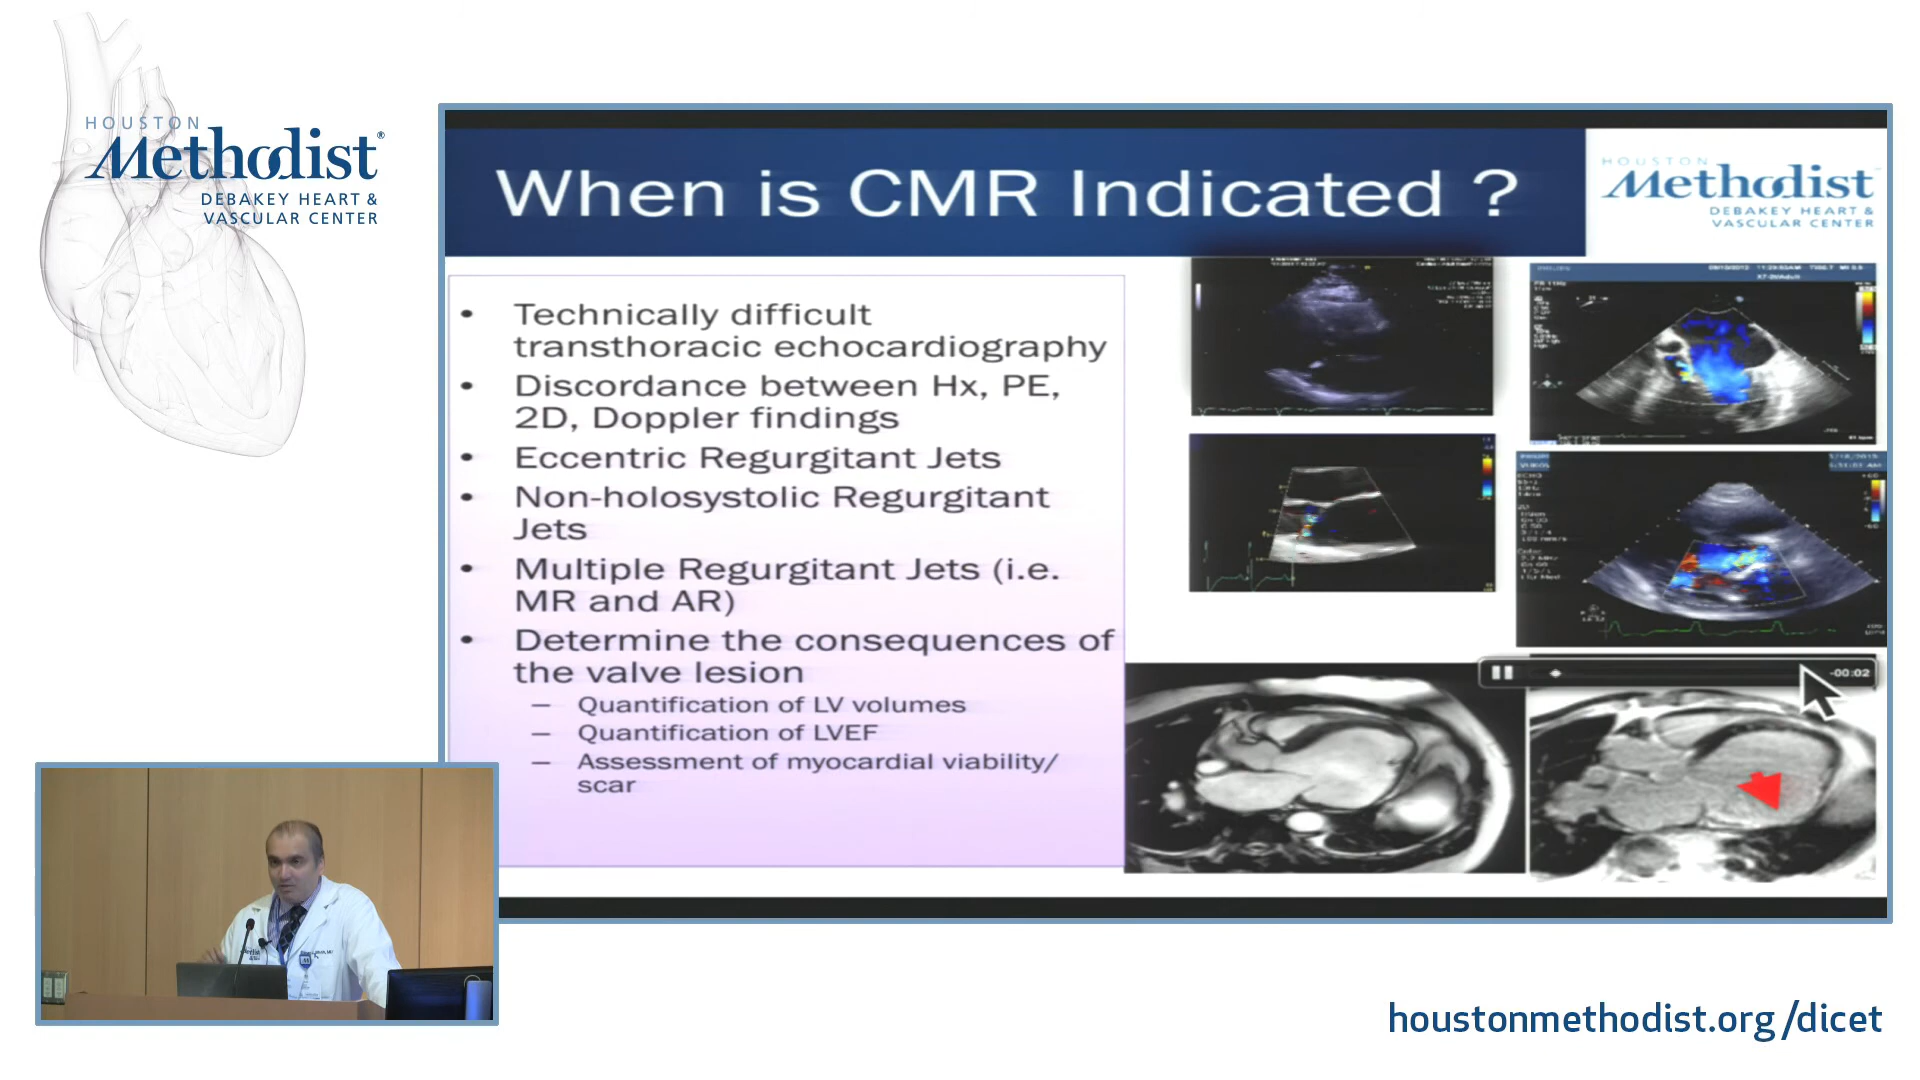 HOUSTON
Methodist®
DEBAKEY HEART &
VASCULAR CENTER
When is CMR Indicated ?
HOUSTON
Methodist
DEBAKEY HEART &
VASCULAR CENTER
• Technically difficult
transthoracic echocardiography
• Discordance between Hx, PE,
2D, Doppler findings
• Eccentric Regurgitant Jets
• Non-holosystolic Regurgitant
Jets
• Multiple Regurgitant Jets (i.e.
MR and AR)
• Determine the consequences of
the valve lesion
– Quantification of LV volumes
– Quantification of LVEF
– Assessment of myocardial viability/
scar
PHILIPS
-00:02
houstonmethodist.org/dicet